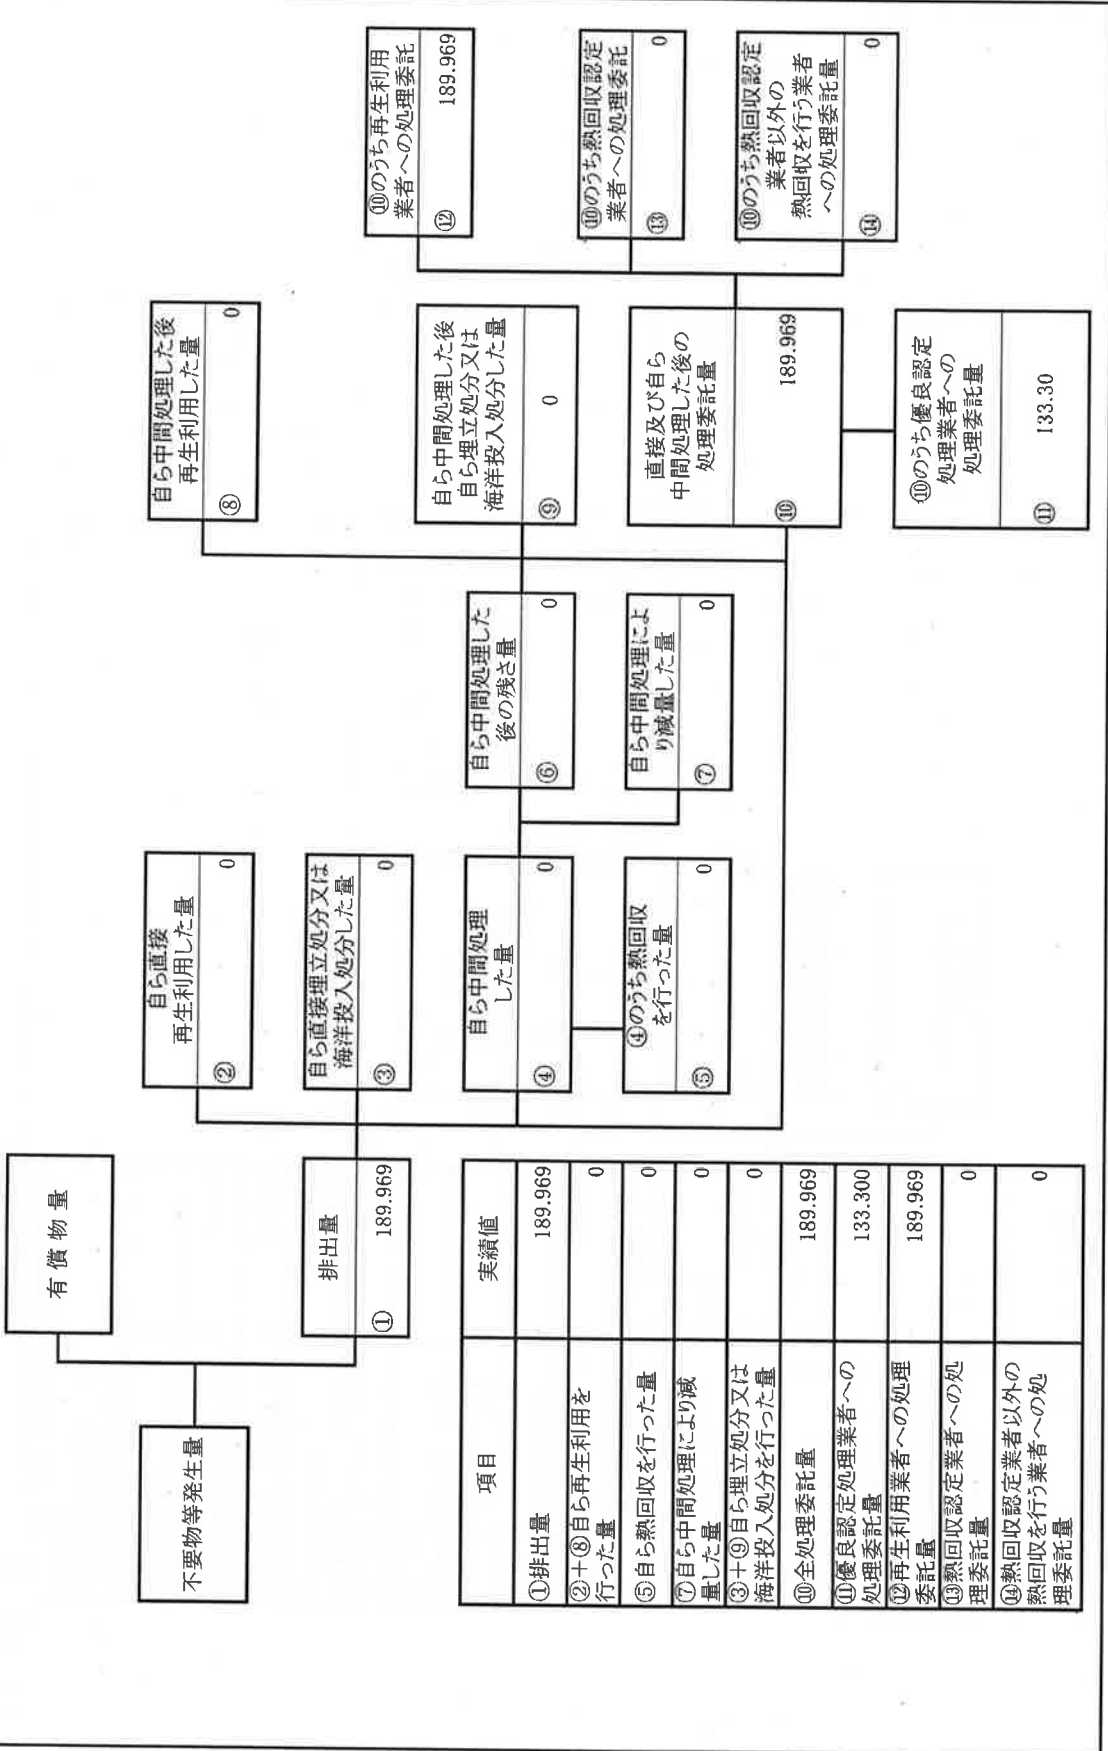 有償物量
不要物等発生量
排出量
① 189.969
自ら直接
再生利用した量
② 0
自ら直接埋立処分又は
海洋投入処分した量
③ 0
自ら中間処理
した量
④ 0
④のうち熱回収
を行った量
⑤ 0
自ら中間処理した
後の残さ量
⑥ 0
自ら中間処理によ
り減量した量
⑦ 0
自ら中間処理した後
再生利用した量
⑧ 0
自ら中間処理した後
自ら埋立処分又は
海洋投入処分した量
⑨ 0
直接及び自ら
中間処理した後の
処理委託量
⑩ 189.969
⑩のうち優良認定
処理業者への
処理委託量
⑪ 133.30
⑩のうち再生利用
業者への処理委託
⑫ 189.969
⑩のうち熱回収認定
業者への処理委託
⑬ 0
⑩のうち熱回収認定
業者以外の
熱回収を行う業者
への処理委託量
⑭ 0
項目 実績値
①排出量 189.969
②+⑧自ら再生利用を
行った量 0
⑤自ら熱回収を行った量 0
⑦自ら中間処理により減
量した量 0
③+⑨自ら埋立処分又は
海洋投入処分を行った量 0
⑩全処理委託量 189.969
⑪優良認定処理業者への
処理委託量 133.300
⑫再生利用業者への処理
委託量 189.969
⑬熱回収認定業者への処
理委託量 0
⑭熱回収認定業者以外の
熱回収を行う業者への処
理委託量 0